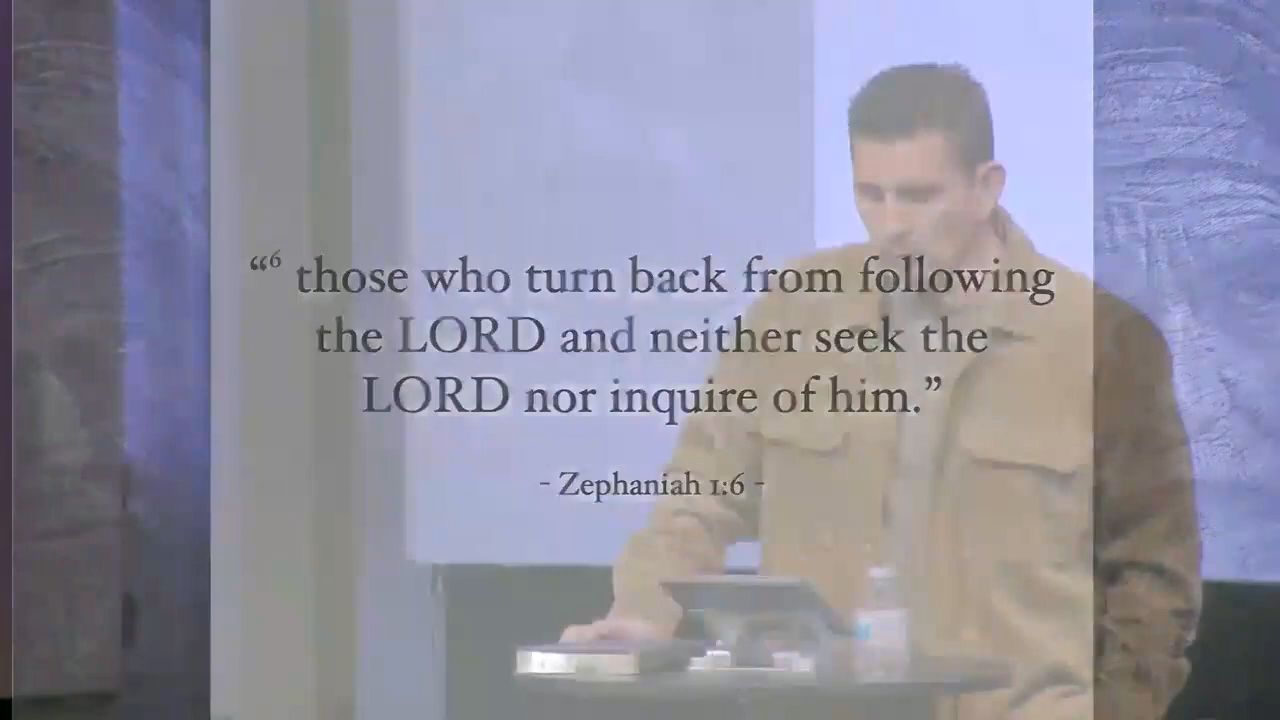 “⁶ those who turn back from following
the LORD and neither seek the
LORD nor inquire of him.”
- Zephaniah 1:6 -